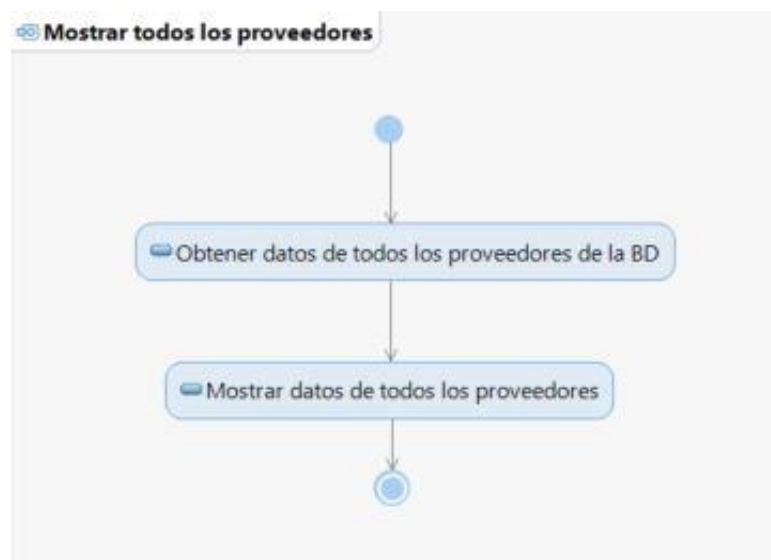 Mostrar todos los proveedores
Obtener datos de todos los proveedores de la BD
Mostrar datos de todos los proveedores